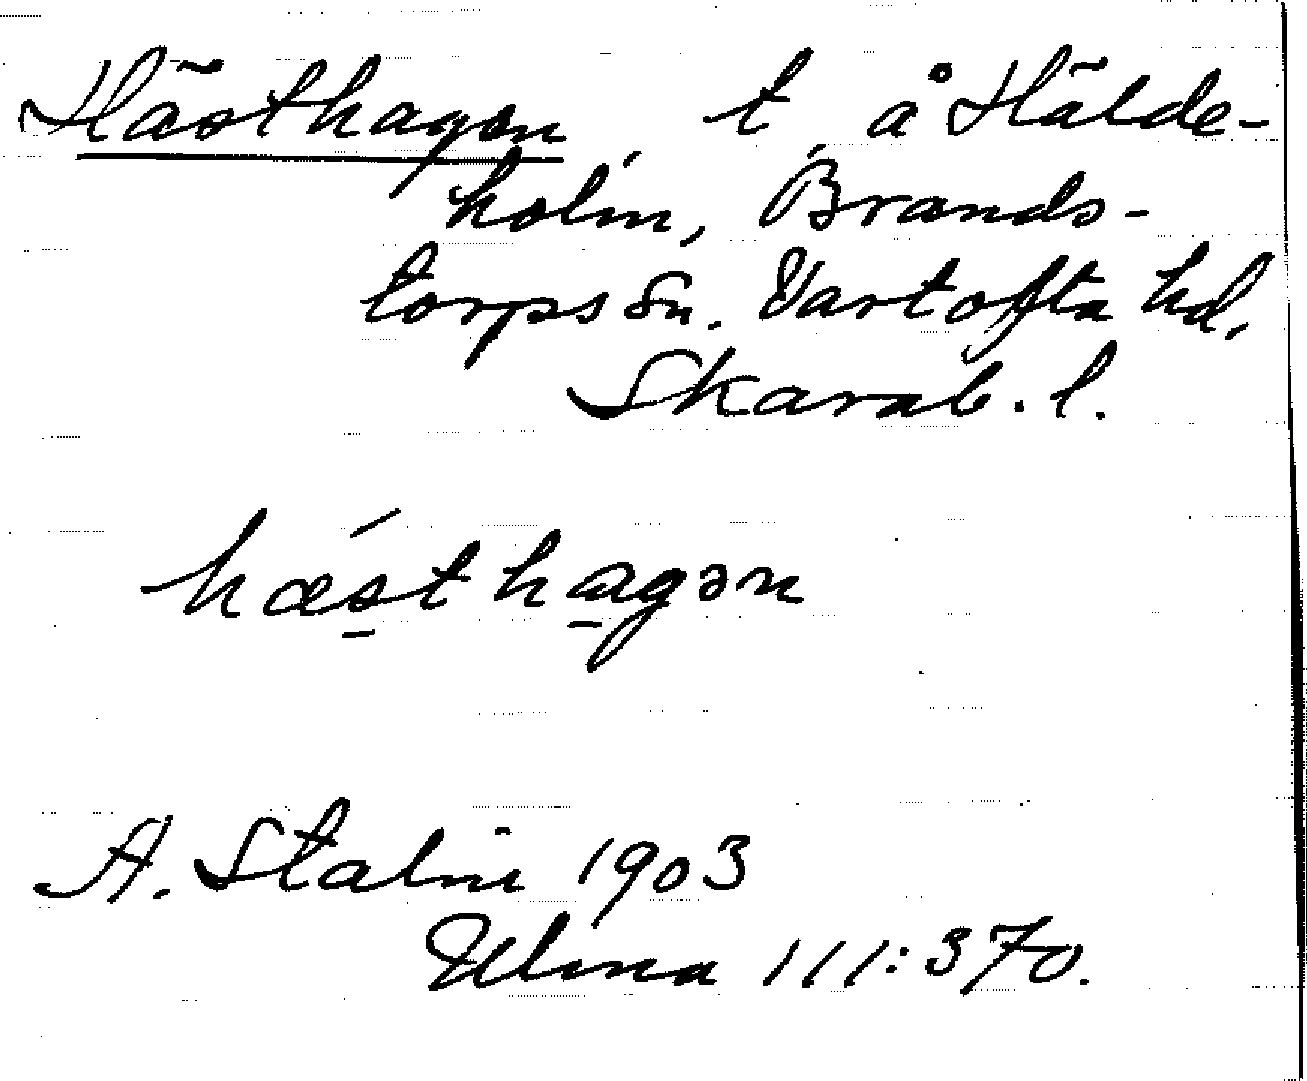 Hästhagen t å Hälde-
holm, Brands-
torps sn. Vartofta hd,
Skarab. l.
hæsthagən
A. Stalin 1903
Ulma 111:370.